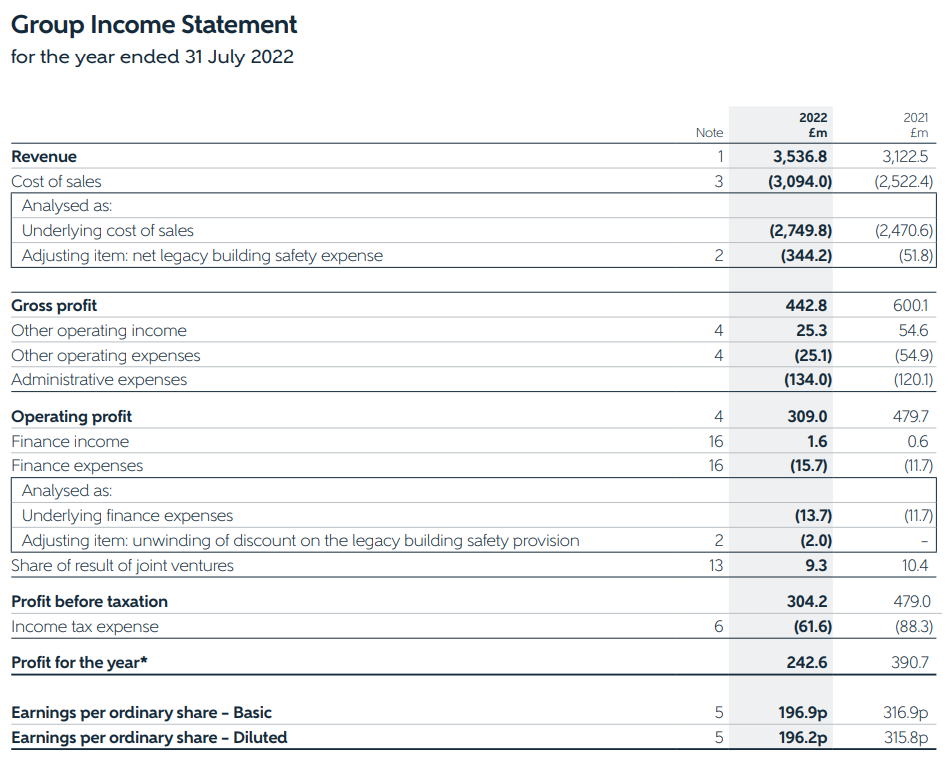 Group Income Statement
for the year ended 31 July 2022
2022 2021
Note £m £m
Revenue 1 3,536.8 3,122.5
Cost of sales 3 (3,094.0) (2,522.4)
Analysed as:
Underlying cost of sales (2,749.8) (2,470.6)
Adjusting item: net legacy building safety expense 2 (344.2) (51.8)
Gross profit 442.8 600.1
Other operating income 4 25.3 54.6
Other operating expenses 4 (25.1) (54.9)
Administrative expenses (134.0) (120.1)
Operating profit 4 309.0 479.7
Finance income 16 1.6 0.6
Finance expenses 16 (15.7) (11.7)
Analysed as:
Underlying finance expenses (13.7) (11.7)
Adjusting item: unwinding of discount on the legacy building safety provision 2 (2.0) –
Share of result of joint ventures 13 9.3 10.4
Profit before taxation 304.2 479.0
Income tax expense 6 (61.6) (88.3)
Profit for the year* 242.6 390.7
Earnings per ordinary share – Basic 5 196.9p 316.9p
Earnings per ordinary share – Diluted 5 196.2p 315.8p